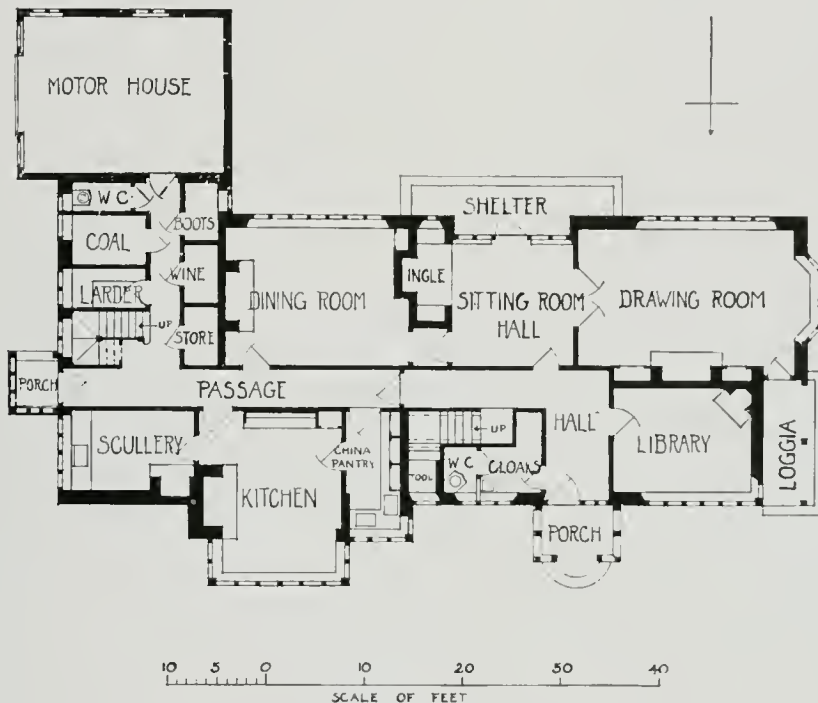 MOTOR HOUSE
W C
BOOTS
COAL
SHELTER
LARDER
WINE
DINING ROOM
INGLE
SITTING ROOM
HALL
DRAWING ROOM
UP
STORE
PORCH
PASSAGE
SCULLERY
CHINA
PANTRY
KITCHEN
UP
HALL
W C
CLOAKS
TOOL
LIBRARY
LOGGIA
PORCH
10 5 0 10 20 50 40
SCALE OF FEET